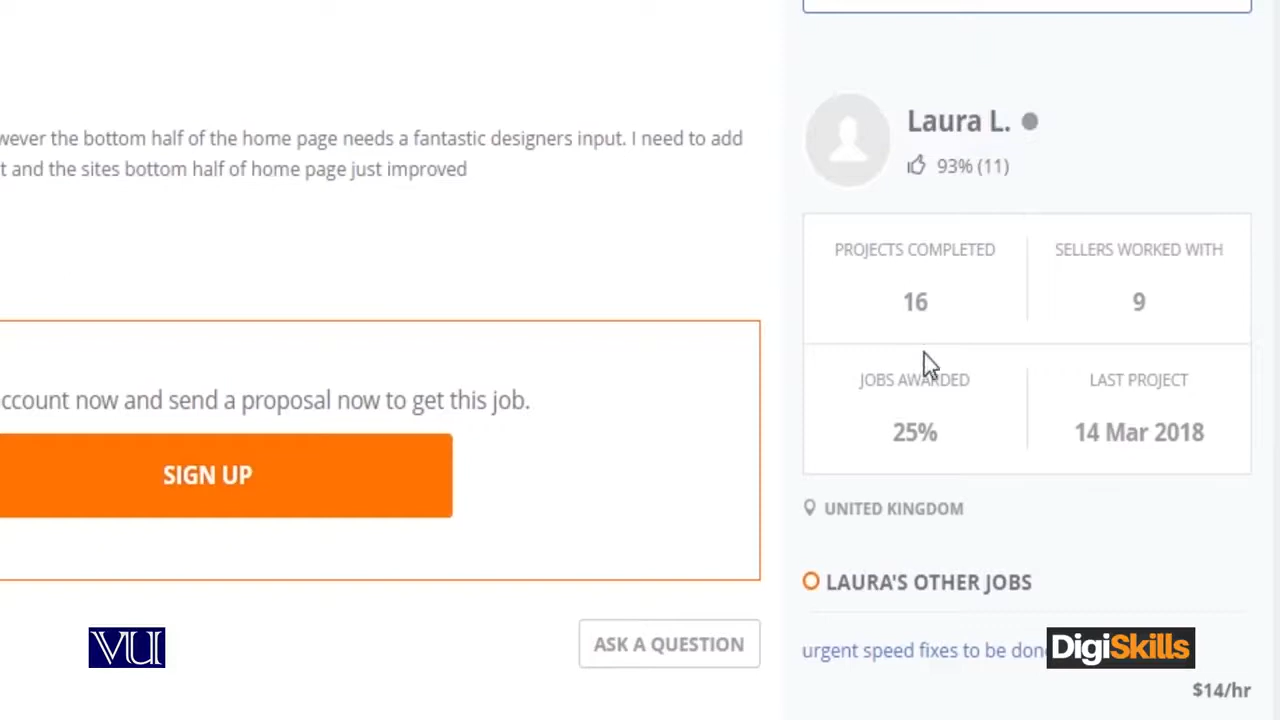 wever the bottom half of the home page needs a fantastic designers input. I need to add
t and the sites bottom half of home page just improved
ccount now and send a proposal now to get this job.
SIGN UP
ASK A QUESTION
Laura L.
93% (11)
PROJECTS COMPLETED
16
SELLERS WORKED WITH
9
JOBS AWARDED
25%
LAST PROJECT
14 Mar 2018
UNITED KINGDOM
LAURA'S OTHER JOBS
urgent speed fixes to be done
$14/hr
VU
DigiSkills